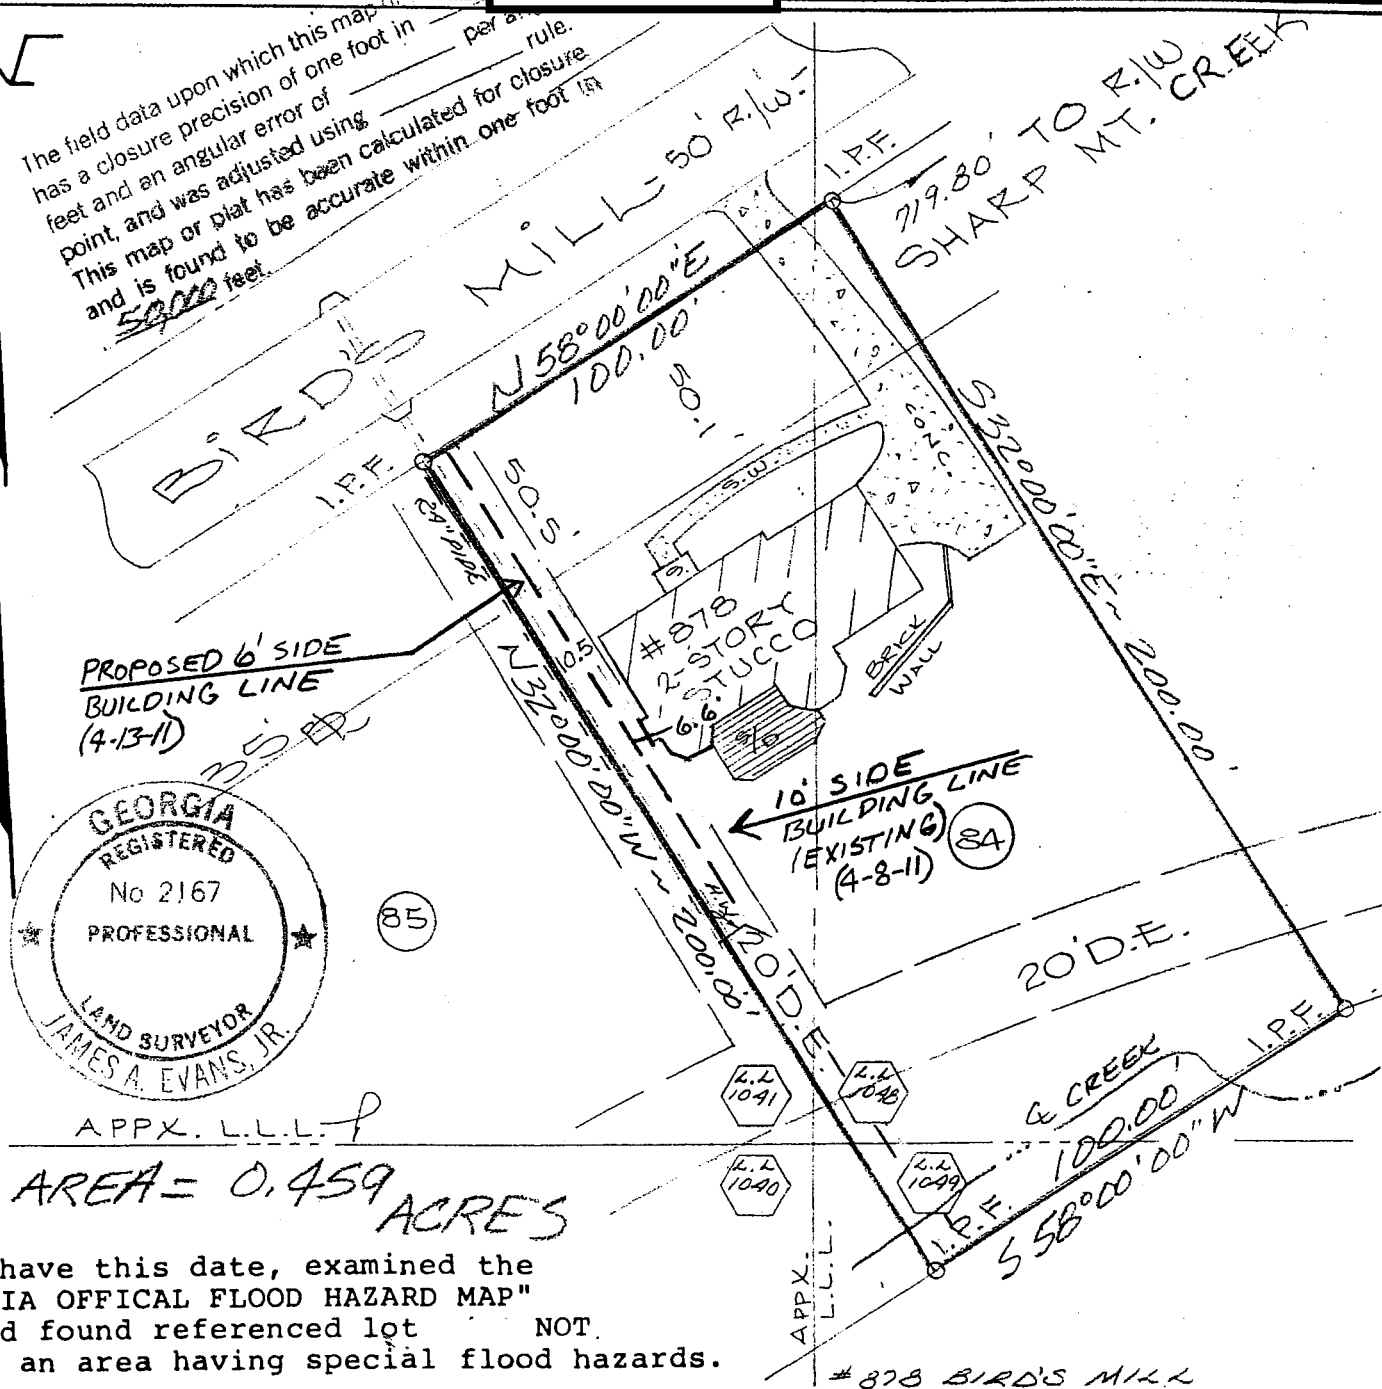 The field data upon which this map
has a closure precision of one foot in
feet and an angular error of per an
point, and was adjusted using rule.
This map or plat has been calculated for closure
and is found to be accurate within one foot in
50,000 feet.
BIRD'S MILL - 50' R/W.
719.80' TO R/W
SHARP MT. CREEK
I.P.F.
N 58°00'00"E
100.00'
50.1'
CONC.
S 32°00'00"E ~ 200.00'
I.P.F.
24" PIPE
50.5'
S.W.
S.
#878
2-STORY
STUCCO
10.5
6.6
S/D
BRICK
WALL
PROPOSED 6' SIDE
BUILDING LINE
(4-13-11)
35'
N 32°00'00"W ~ 200.00'
10' SIDE
BUILDING LINE
(EXISTING)
(4-8-11)
84
85
GEORGIA
REGISTERED
No 2167
PROFESSIONAL
LAND SURVEYOR
JAMES A. EVANS, JR.
H.W.
20' D.E.
20' D.E.
L.L
1041
L.L
1048
L.L
1040
L.L
1049
℄ CREEK
I.P.F.
100.00'
S 58°00'00"W
I.P.F.
APPX. L.L.L.
APPX.
L.L.L.
AREA = 0.459 ACRES
have this date, examined the
IA OFFICAL FLOOD HAZARD MAP"
d found referenced lot NOT
an area having special flood hazards.
#878 BIRD'S MILL